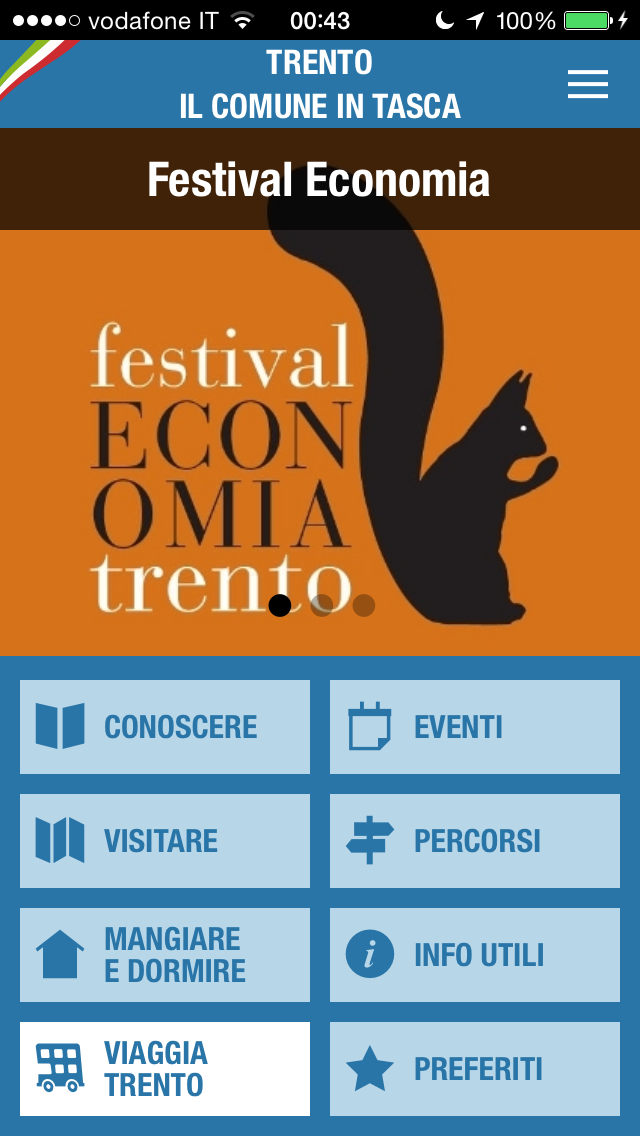 vodafone IT 00:43 100%
TRENTO
IL COMUNE IN TASCA
Festival Economia
festival
ECON
OMIA
trento
CONOSCERE
EVENTI
VISITARE
PERCORSI
MANGIARE
E DORMIRE
INFO UTILI
VIAGGIA
TRENTO
PREFERITI